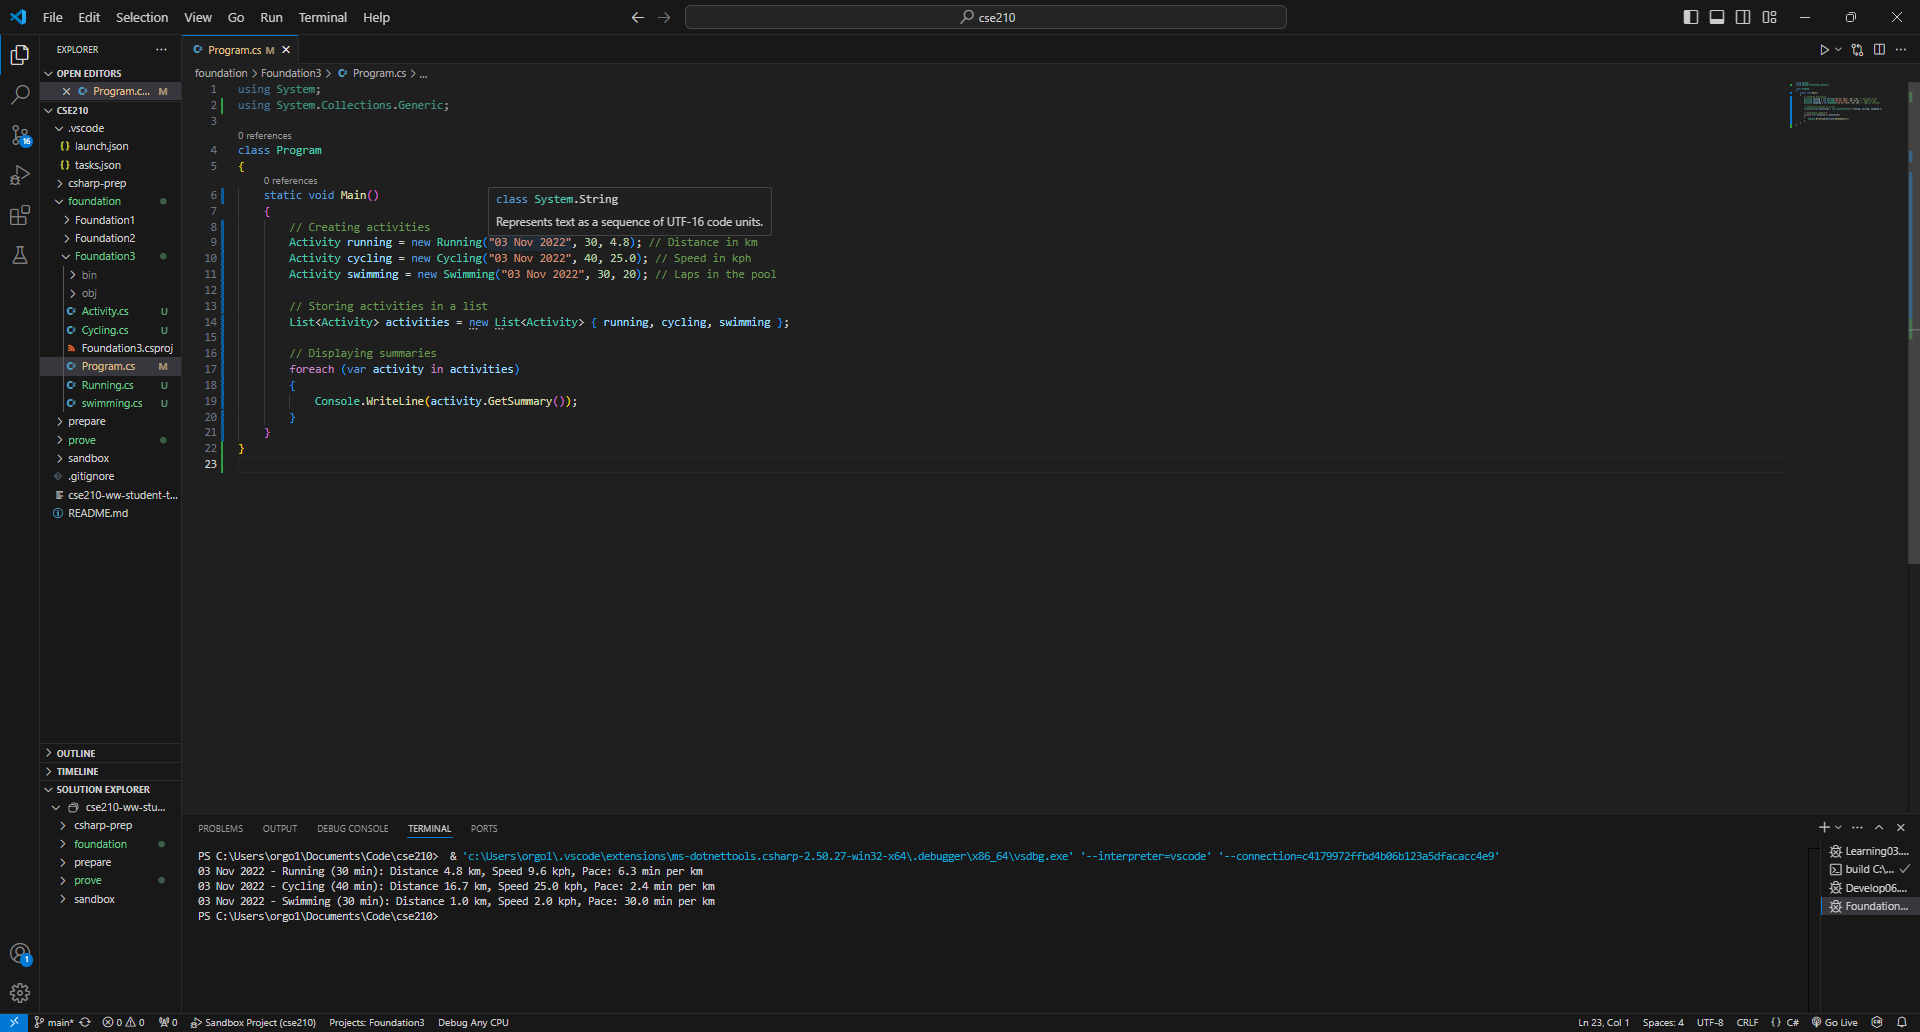 File Edit Selection View Go Run Terminal Help
cse210
EXPLORER
OPEN EDITORS
Program.c... M
CSE210
.vscode
launch.json
tasks.json
csharp-prep
foundation
Foundation1
Foundation2
Foundation3
bin
obj
Activity.cs U
Cycling.cs U
Foundation3.csproj
Program.cs M
Running.cs U
swimming.cs U
prepare
prove
sandbox
.gitignore
cse210-ww-student-t...
README.md
OUTLINE
TIMELINE
SOLUTION EXPLORER
cse210-ww-stu...
csharp-prep
foundation
prepare
prove
sandbox
16
1
Program.cs M
foundation > Foundation3 > Program.cs > ...
1 using System;
2 using System.Collections.Generic;
3
0 references
4 class Program
5 {
0 references
6 static void Main()
7 {
class System.String
Represents text as a sequence of UTF-16 code units.
8 // Creating activities
9 Activity running = new Running("03 Nov 2022", 30, 4.8); // Distance in km
10 Activity cycling = new Cycling("03 Nov 2022", 40, 25.0); // Speed in kph
11 Activity swimming = new Swimming("03 Nov 2022", 30, 20); // Laps in the pool
12
13 // Storing activities in a list
14 List<Activity> activities = new List<Activity> { running, cycling, swimming };
15
16 // Displaying summaries
17 foreach (var activity in activities)
18 {
19 Console.WriteLine(activity.GetSummary());
20 }
21 }
22 }
23
PROBLEMS OUTPUT DEBUG CONSOLE TERMINAL PORTS
PS C:\Users\orgo1\Documents\Code\cse210> & 'c:\Users\orgo1\.vscode\extensions\ms-dotnettools.csharp-2.50.27-win32-x64\.debugger\x86_64\vsdbg.exe' '--interpreter=vscode' '--connection=c4179972ffbd4b06b123a5dfacacc4e9'
03 Nov 2022 - Running (30 min): Distance 4.8 km, Speed 9.6 kph, Pace: 6.3 min per km
03 Nov 2022 - Cycling (40 min): Distance 16.7 km, Speed 25.0 kph, Pace: 2.4 min per km
03 Nov 2022 - Swimming (30 min): Distance 1.0 km, Speed 2.0 kph, Pace: 30.0 min per km
PS C:\Users\orgo1\Documents\Code\cse210>
Learning03....
build C:\...
Develop06....
Foundation...
main* 0 0 0 Sandbox Project (cse210) Projects: Foundation3 Debug Any CPU
Ln 23, Col 1 Spaces: 4 UTF-8 CRLF {} C# Go Live